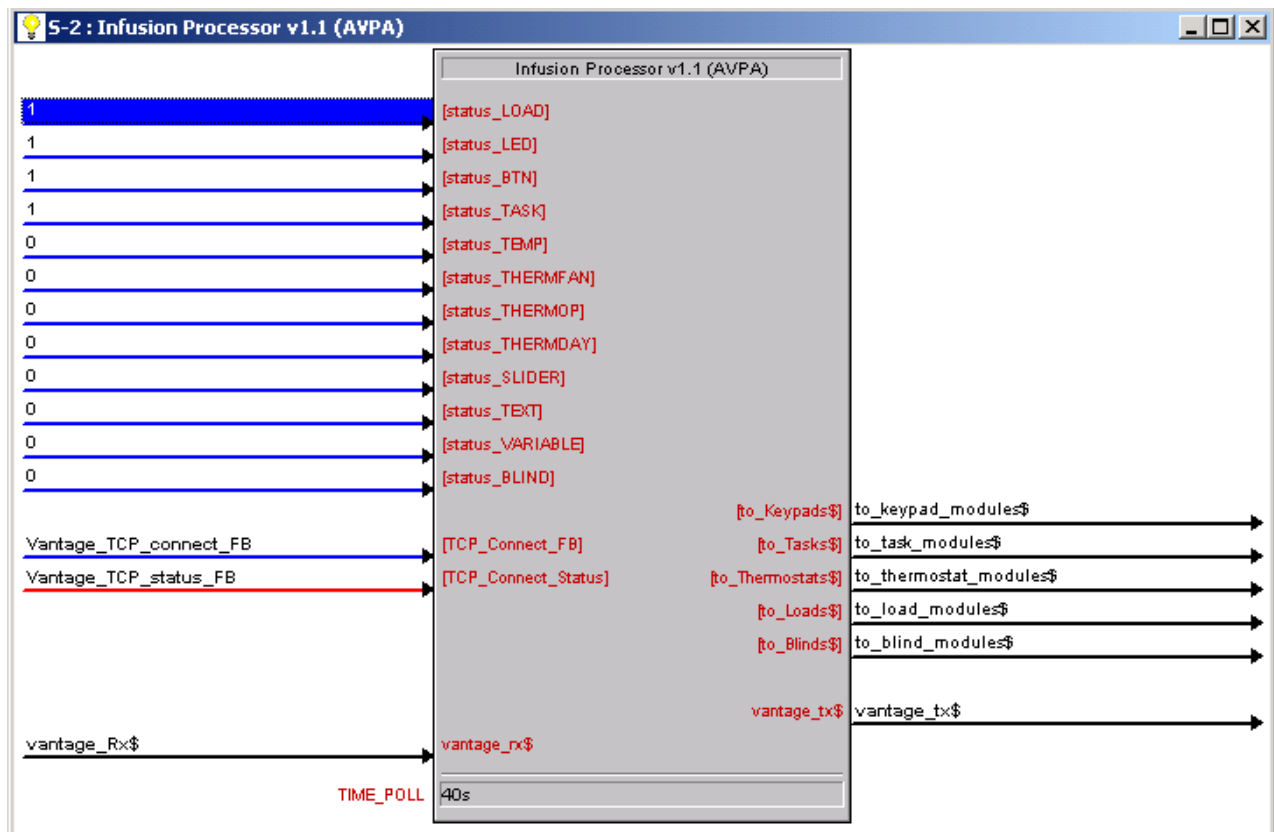 S-2 : Infusion Processor v1.1 (AVPA)
Infusion Processor v1.1 (AVPA)
1 [status_LOAD]
1 [status_LED]
1 [status_BTN]
1 [status_TASK]
0 [status_TEMP]
0 [status_THERMFAN]
0 [status_THERMOP]
0 [status_THERMDAY]
0 [status_SLIDER]
0 [status_TEXT]
0 [status_VARIABLE]
0 [status_BLIND]
[to_Keypads$] to_keypad_modules$
Vantage_TCP_connect_FB [TCP_Connect_FB] [to_Tasks$] to_task_modules$
Vantage_TCP_status_FB [TCP_Connect_Status] [to_Thermostats$] to_thermostat_modules$
[to_Loads$] to_load_modules$
[to_Blinds$] to_blind_modules$
vantage_tx$ vantage_tx$
vantage_Rx$ vantage_rx$
TIME_POLL 40s